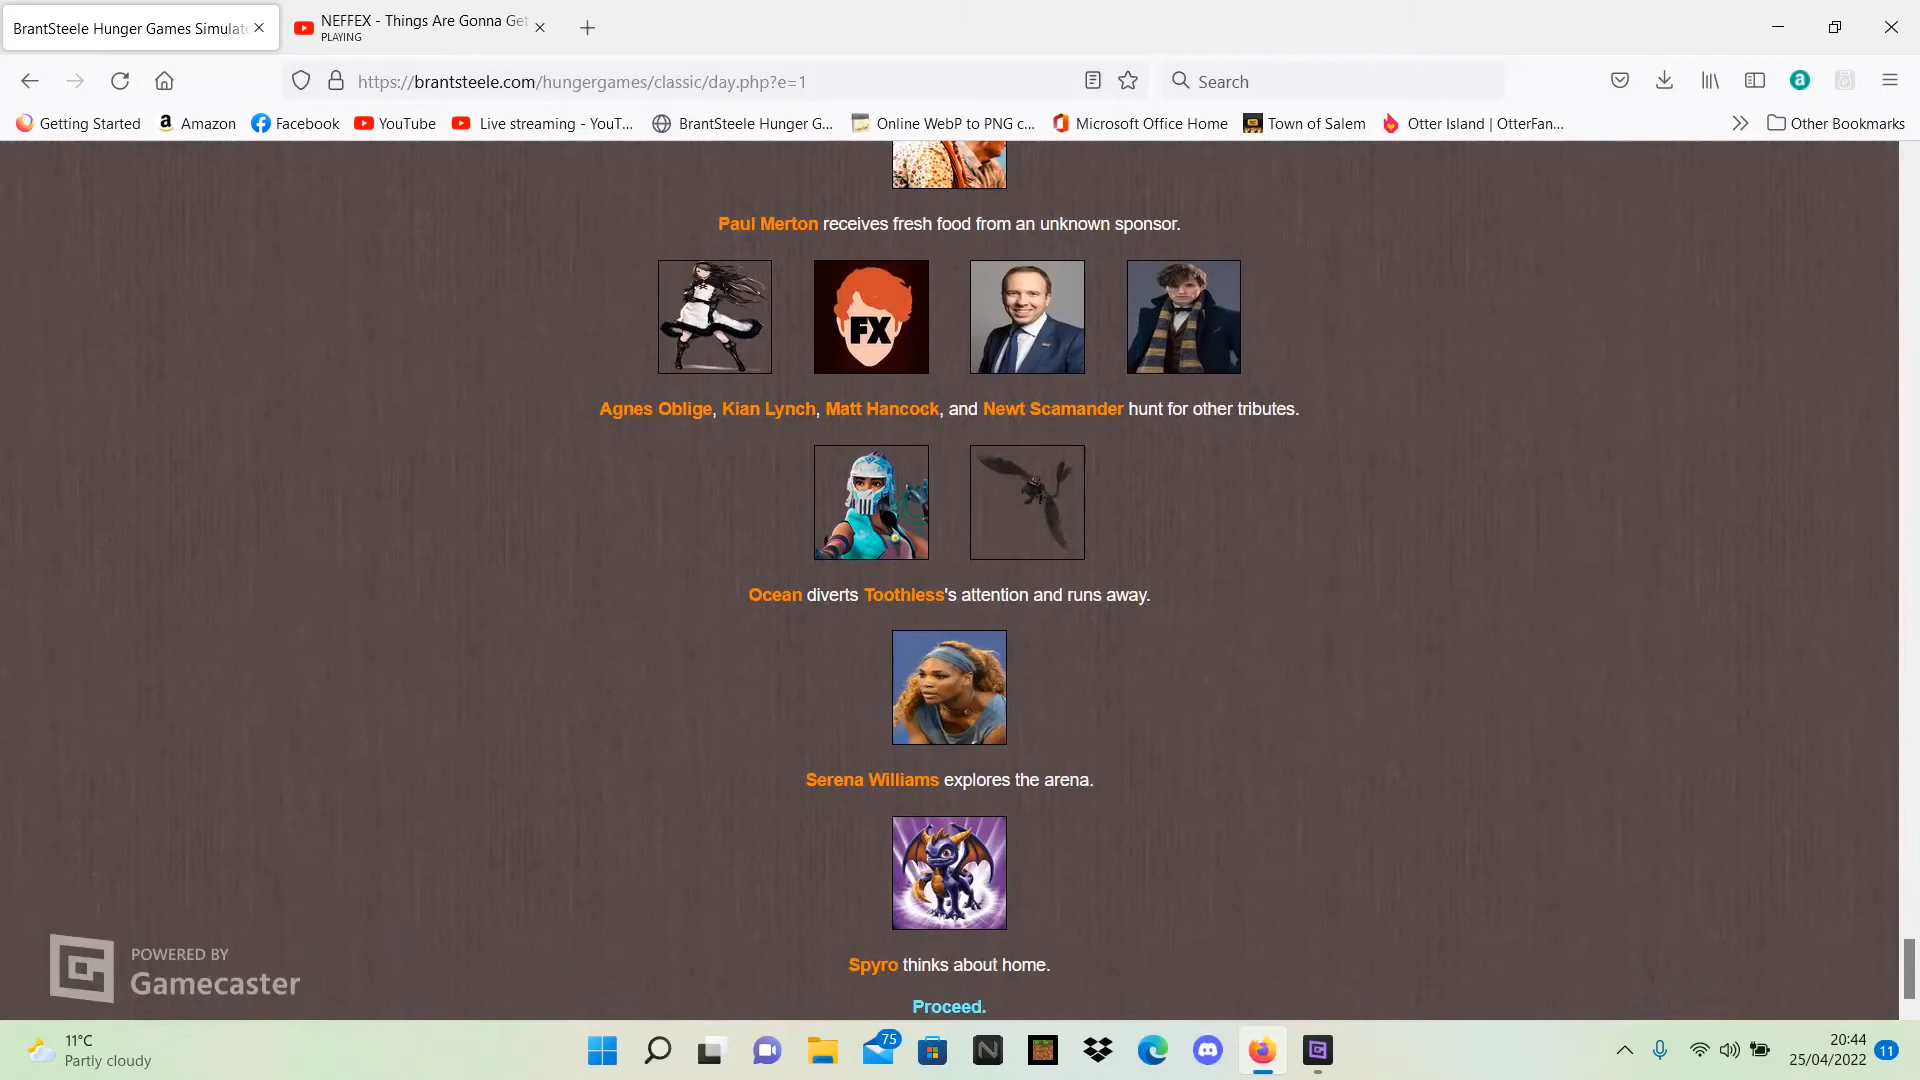 BrantSteele Hunger Games Simulato
NEFFEX - Things Are Gonna Get
PLAYING
https://brantsteele.com/hungergames/classic/day.php?e=1
Search
Getting Started
Amazon
Facebook
YouTube
Live streaming - YouT...
BrantSteele Hunger G...
Online WebP to PNG c...
Microsoft Office Home
Town of Salem
Otter Island | OtterFan...
Other Bookmarks
Paul Merton receives fresh food from an unknown sponsor.
FX
Agnes Oblige, Kian Lynch, Matt Hancock, and Newt Scamander hunt for other tributes.
Ocean diverts Toothless's attention and runs away.
Serena Williams explores the arena.
Spyro thinks about home.
Proceed.
POWERED BY
Gamecaster
11°C
Partly cloudy
75
20:44
25/04/2022
11